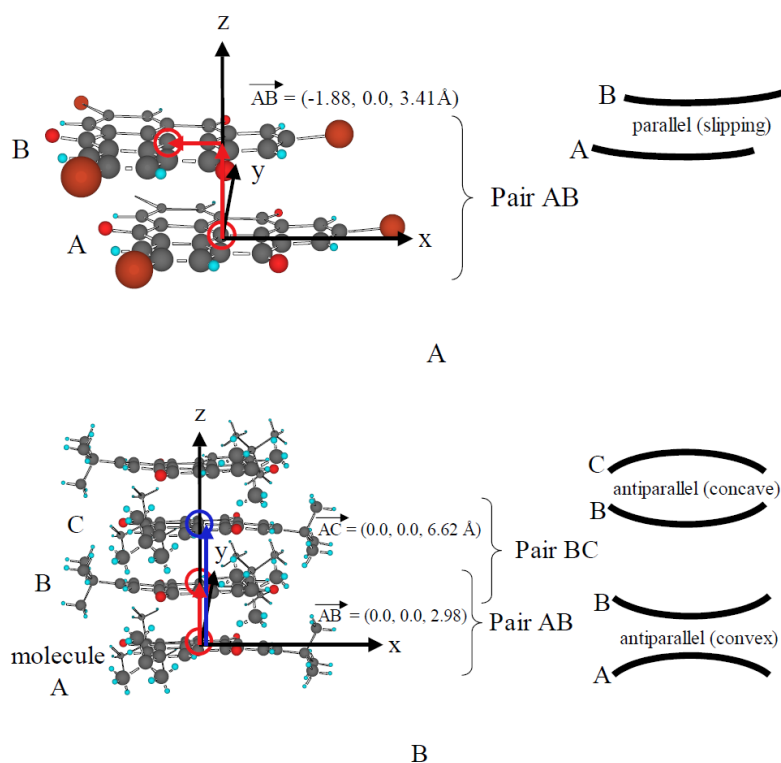 z
AB = (-1.88, 0.0, 3.41Å)
B
parallel (slipping)
B
A
y
Pair AB
A
x
A
z
C
antiparallel (concave)
B
C
AC = (0.0, 0.0, 6.62 Å)
y
Pair BC
B
AB = (0.0, 0.0, 2.98)
Pair AB
B
antiparallel (convex)
A
x
molecule
A
B